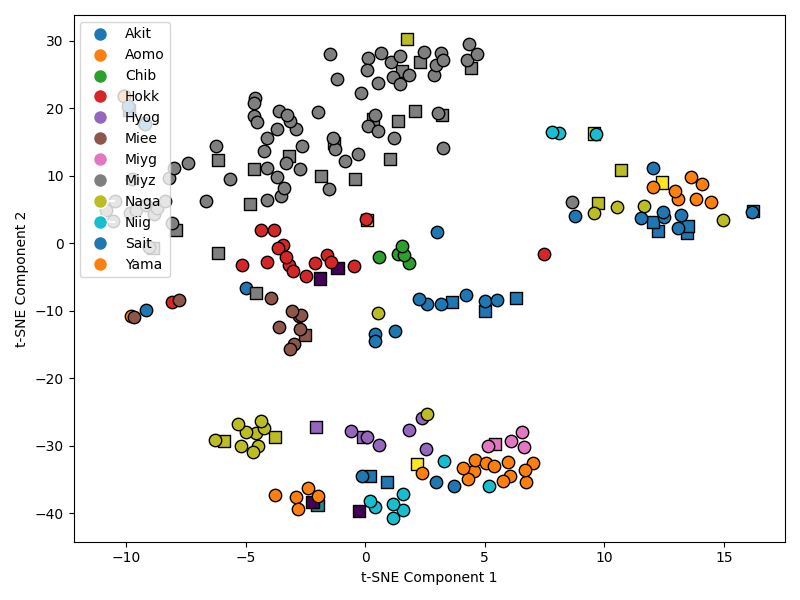 Akit
Aomo
Chib
Hokk
Hyog
Miee
Miyg
Miyz
Naga
Niig
Sait
Yama
30
20
10
0
−10
−20
−30
−40
t-SNE Component 2
−10
−5
0
5
10
15
t-SNE Component 1